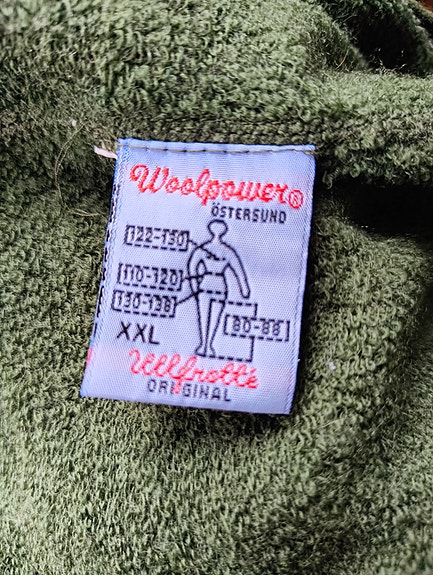 Woolpower®
ÖSTERSUND
122-130
110-120
130-138
80-88
XXL
Ullfrotté
ORIGINAL